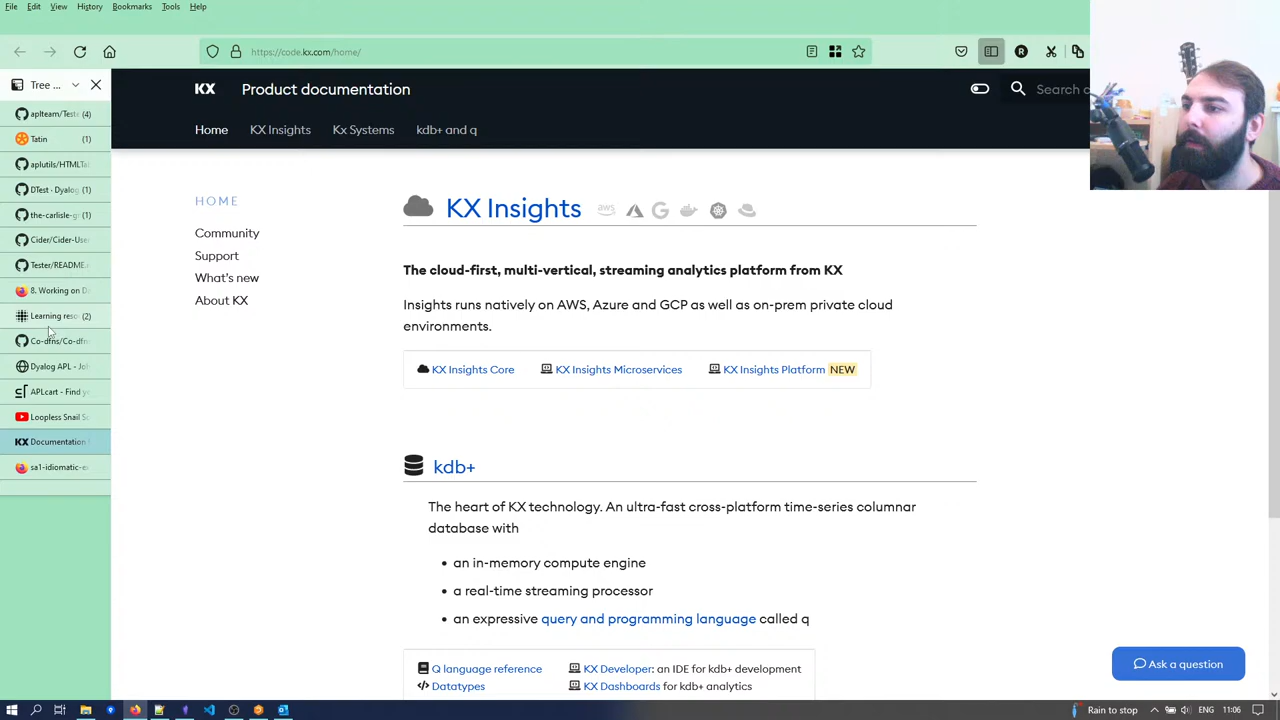 File Edit View History Bookmarks Tools Help
https://code.kx.com/home/
Tree ...
KX Product documentation
Search
Home KX Insights Kx Systems kdb+ and q
aplteam/Test (4)
Tatin (1)
aplutils/HTMLTa
DTest - Dyalog (1)
the-carlisle-g (1)
Cider/Cider-User
Tester/README.
8. Working on D
Learning reso (2)
Co-dfns/Co-dfn
Dyalog APL - Jo
APLcart - Find y
Loopless Snail S
KX Documentation
sa1-idiomatic-e
HOME
Community
Support
What's new
About KX
KX Insights aws
The cloud-first, multi-vertical, streaming analytics platform from KX
Insights runs natively on AWS, Azure and GCP as well as on-prem private cloud
environments.
KX Insights Core KX Insights Microservices KX Insights Platform NEW
kdb+
The heart of KX technology. An ultra-fast cross-platform time-series columnar
database with
• an in-memory compute engine
• a real-time streaming processor
• an expressive query and programming language called q
Q language reference KX Developer: an IDE for kdb+ development
Datatypes KX Dashboards for kdb+ analytics
Ask a question
Rain to stop ENG 11:06